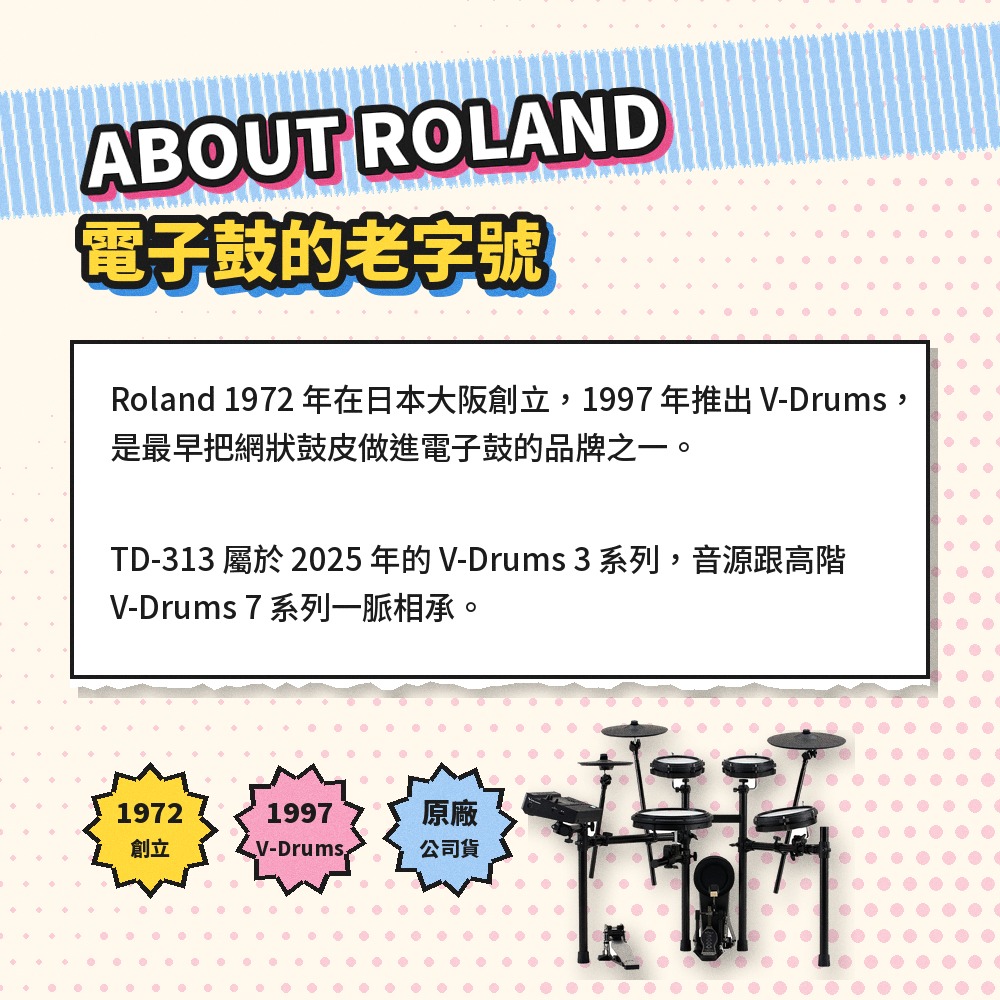 ABOUT ROLAND
電子鼓的老字號
Roland 1972 年在日本大阪創立，1997 年推出 V-Drums，
是最早把網狀鼓皮做進電子鼓的品牌之一。
TD-313 屬於 2025 年的 V-Drums 3 系列，音源跟高階
V-Drums 7 系列一脈相承。
1972
創立
1997
V-Drums
原廠
公司貨